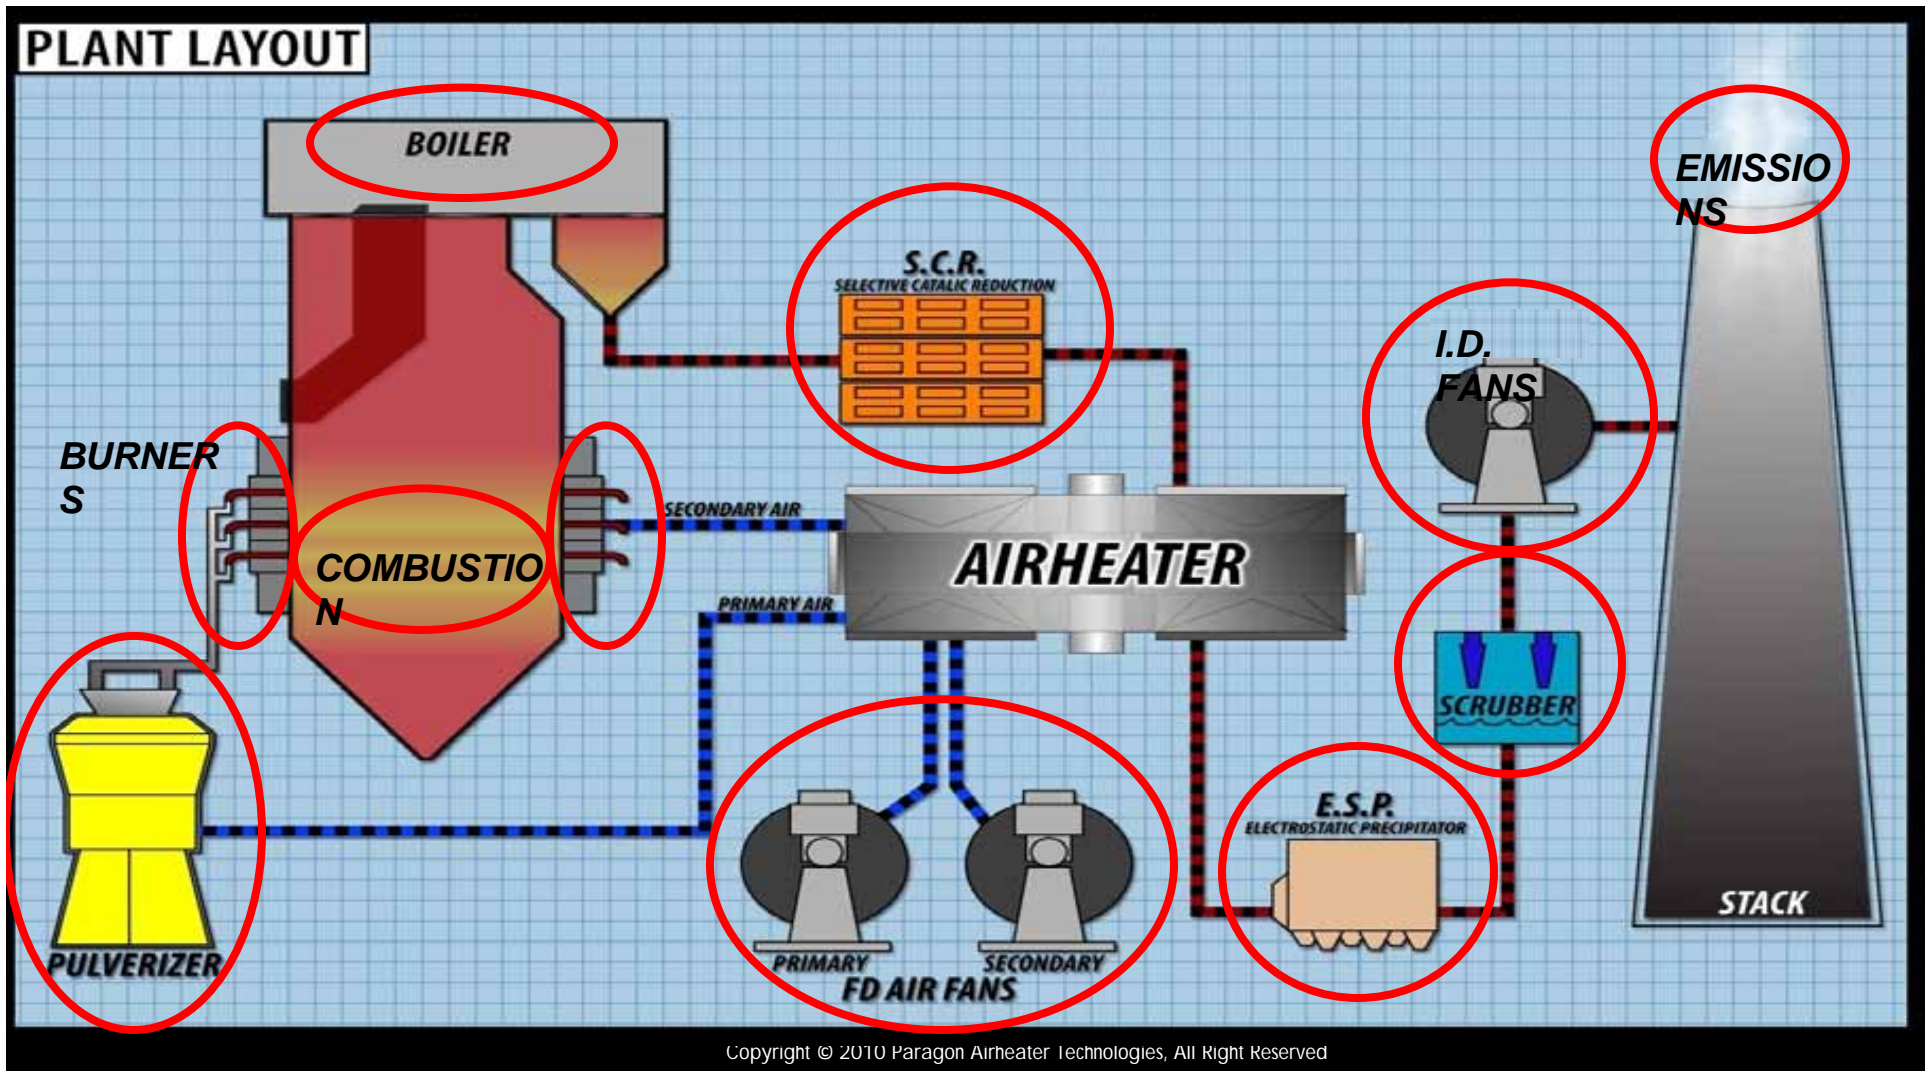 PLANT LAYOUT
BOILER
EMISSIO
NS
S.C.R.
SELECTIVE CATALIC REDUCTION
I.D.
FANS
BURNER
S
SECONDARY AIR
COMBUSTIO
N
AIRHEATER
PRIMARY AIR
SCRUBBER
E.S.P.
ELECTROSTATIC PRECIPITATOR
STACK
PULVERIZER
PRIMARY
SECONDARY
FD AIR FANS
Copyright © 2010 Paragon Airheater Technologies, All Right Reserved